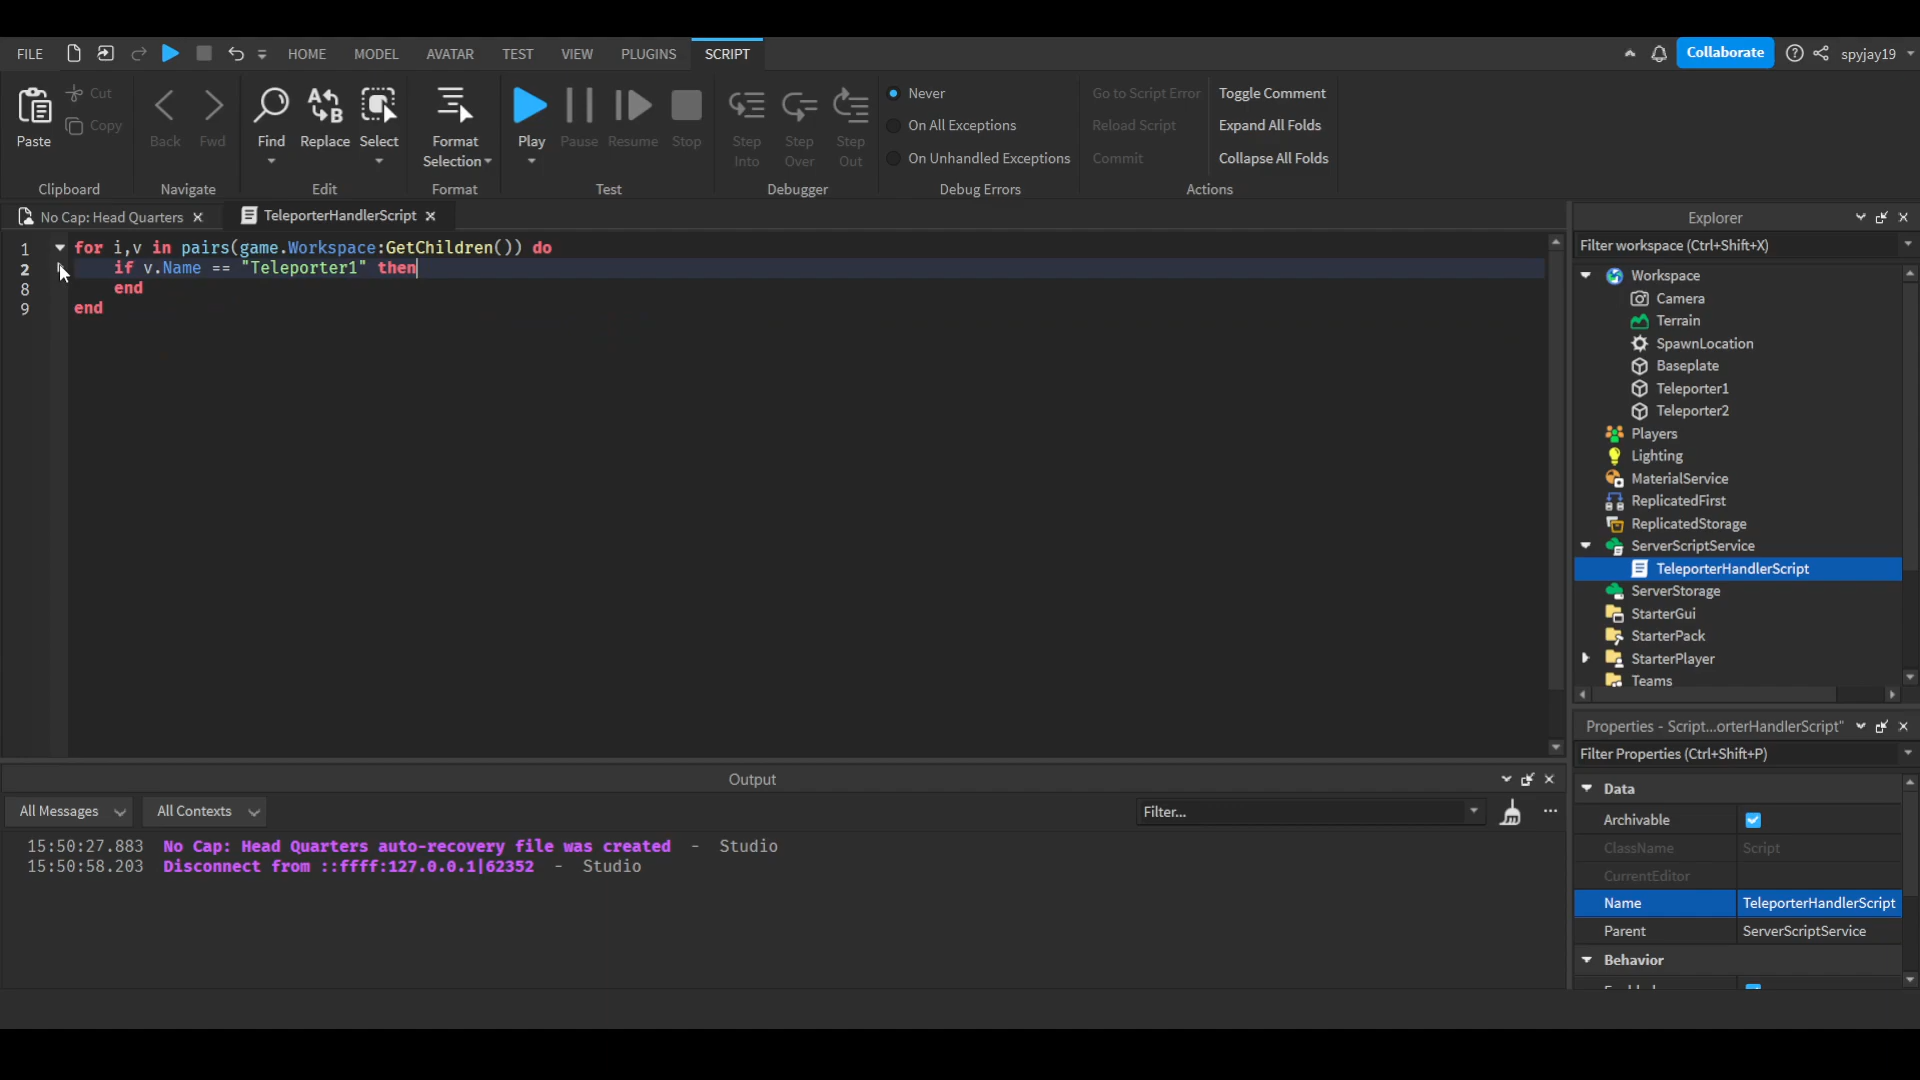 FILE HOME MODEL AVATAR TEST VIEW PLUGINS SCRIPT Collaborate spyjay19
Paste Cut Copy Back Fwd Find Replace Select Format Selection Play Pause Resume Stop Step Into Step Over Step Out
Never
On All Exceptions
On Unhandled Exceptions
Go to Script Error
Reload Script
Commit
Toggle Comment
Expand All Folds
Collapse All Folds
Clipboard Navigate Edit Format Test Debugger Debug Errors Actions
No Cap: Head Quarters TeleporterHandlerScript
1 for i,v in pairs(game.Workspace:GetChildren()) do
2 if v.Name == "Teleporter1" then
8 end
9 end
Explorer
Filter workspace (Ctrl+Shift+X)
Workspace
Camera
Terrain
SpawnLocation
Baseplate
Teleporter1
Teleporter2
Players
Lighting
MaterialService
ReplicatedFirst
ReplicatedStorage
ServerScriptService
TeleporterHandlerScript
ServerStorage
StarterGui
StarterPack
StarterPlayer
Teams
Properties - Script...orterHandlerScript"
Filter Properties (Ctrl+Shift+P)
Data
Archivable
ClassName Script
CurrentEditor
Name TeleporterHandlerScript
Parent ServerScriptService
Behavior
Output
All Messages All Contexts Filter...
15:50:27.883 No Cap: Head Quarters auto-recovery file was created - Studio
15:50:58.203 Disconnect from ::ffff:127.0.0.1|62352 - Studio